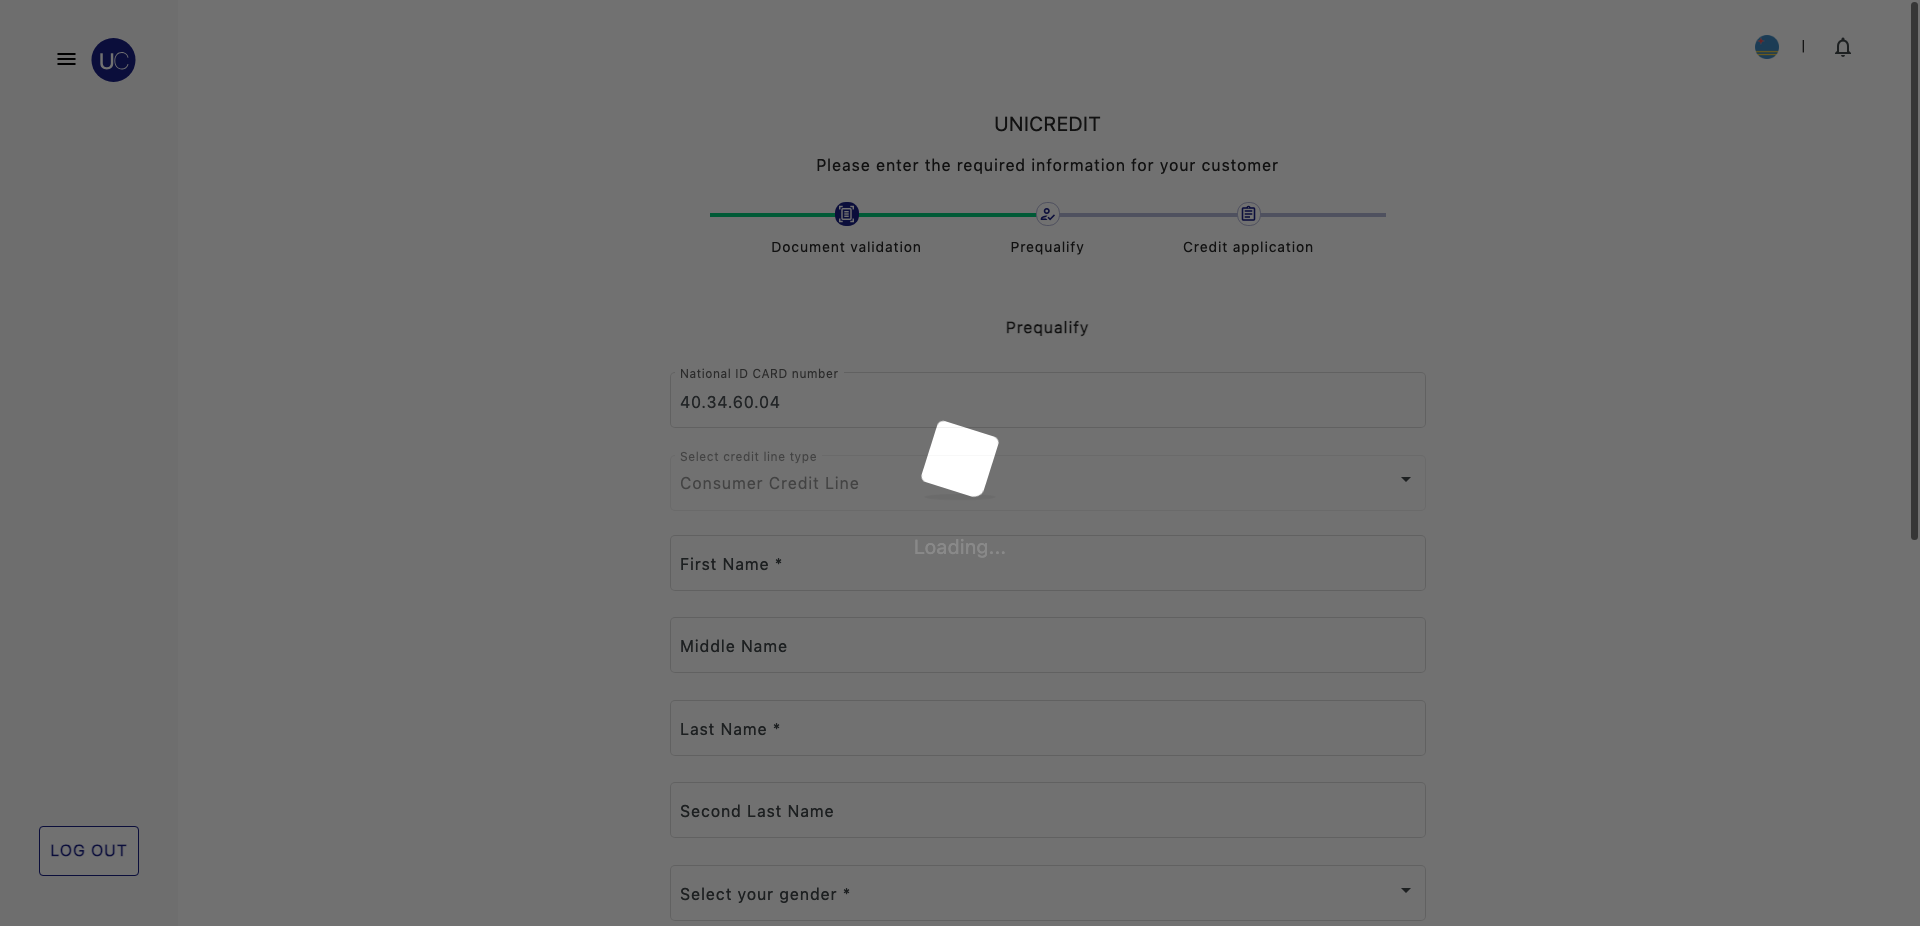 UC
UNICREDIT
Please enter the required information for your customer
Document validation
Prequalify
Credit application
Prequalify
National ID CARD number
40.34.60.04
Select credit line type
Consumer Credit Line
Loading...
First Name *
Middle Name
Last Name *
Second Last Name
Select your gender *
LOG OUT